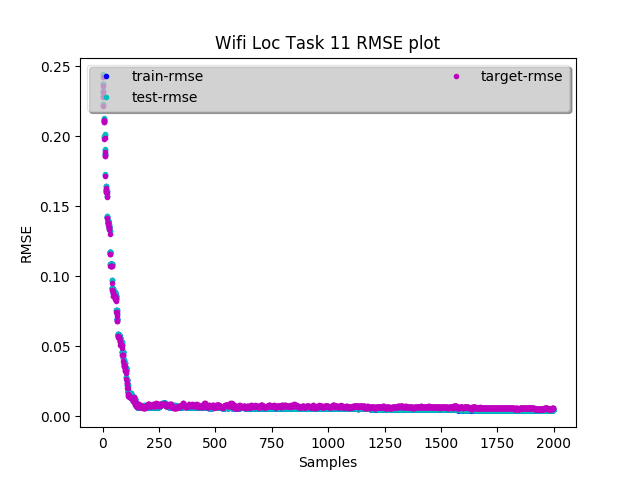 Wifi Loc Task 11 RMSE plot
train-rmse
test-rmse
target-rmse
RMSE
0.25
0.20
0.15
0.10
0.05
0.00
0 250 500 750 1000 1250 1500 1750 2000
Samples